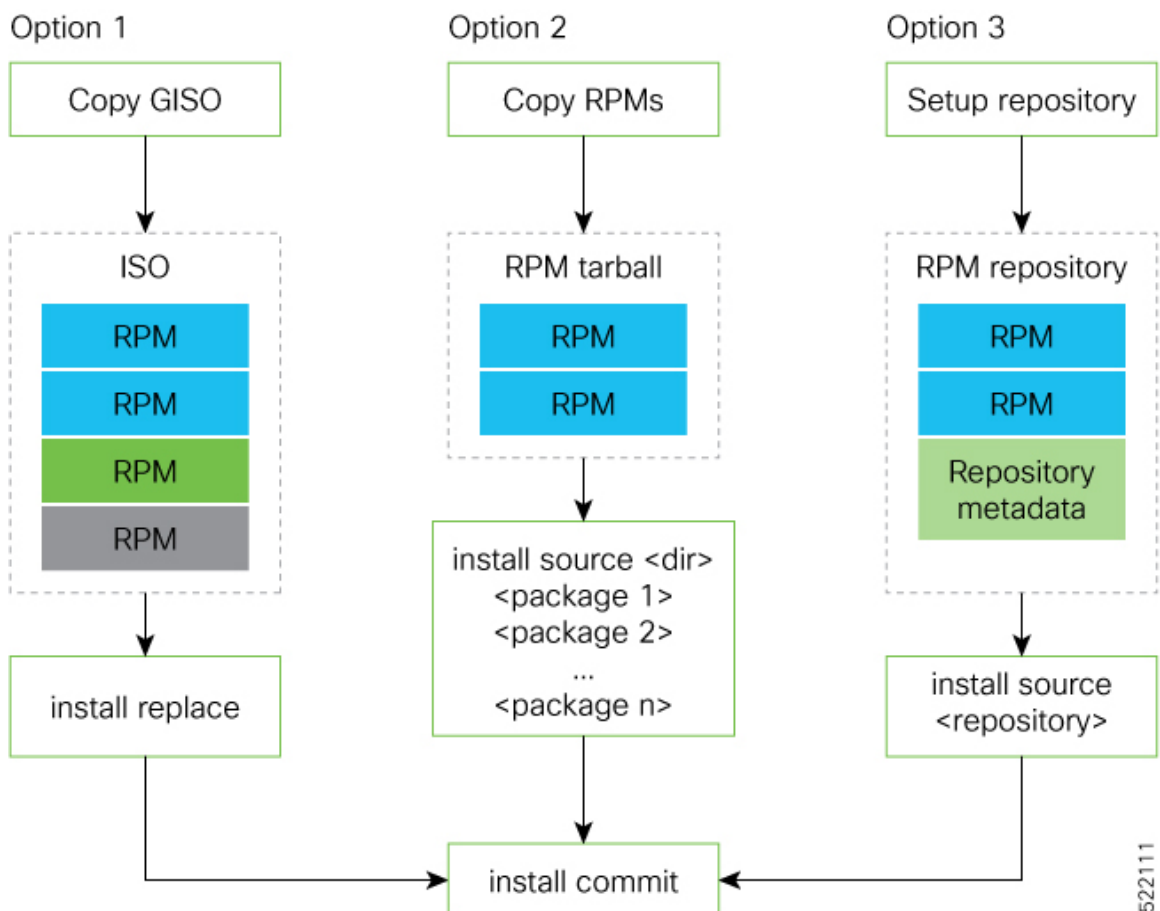 Option 1
Copy GISO
ISO
RPM
RPM
RPM
RPM
install replace
Option 2
Copy RPMs
RPM tarball
RPM
RPM
install source <dir>
<package 1>
<package 2>
...
<package n>
Option 3
Setup repository
RPM repository
RPM
RPM
Repository
metadata
install source
<repository>
install commit
522111